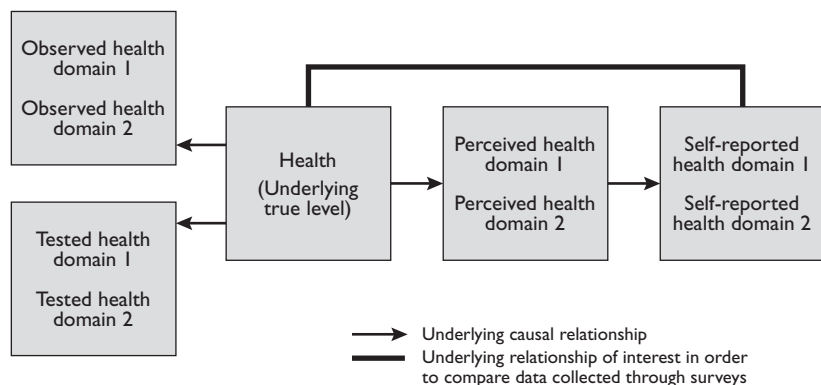 Observed health
domain 1
Observed health
domain 2
Tested health
domain 1
Tested health
domain 2
Health
(Underlying
true level)
Perceived health
domain 1
Perceived health
domain 2
Self-reported
health domain 1
Self-reported
health domain 2
Underlying causal relationship
Underlying relationship of interest in order
to compare data collected through surveys